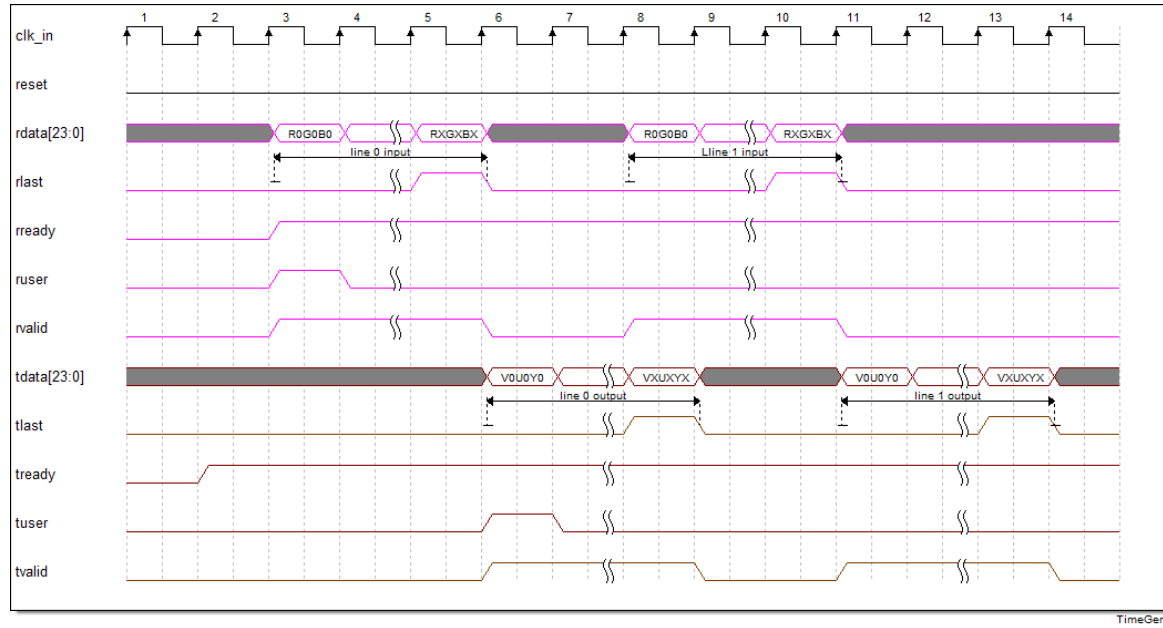 1 2 3 4 5 6 7 8 9 10 11 12 13 14
clk_in
reset
rdata[23:0] R0G0B0 RXGXBX R0G0B0 RXGXBX
line 0 input Lline 1 input
rlast
rready
ruser
rvalid
tdata[23:0] V0U0Y0 VXUXYX V0U0Y0 VXUXYX
line 0 output line 1 output
tlast
tready
tuser
tvalid
TimeGen